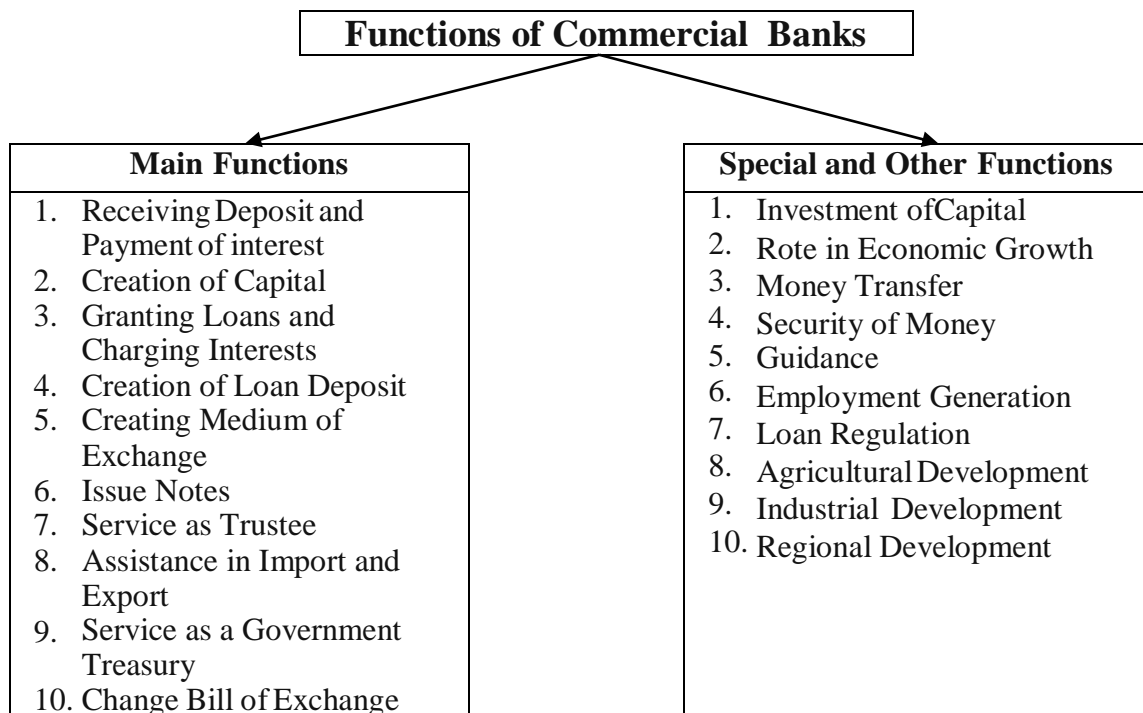 Functions of Commercial Banks
Main Functions
1. Receiving Deposit and
Payment of interest
2. Creation of Capital
3. Granting Loans and
Charging Interests
4. Creation of Loan Deposit
5. Creating Medium of
Exchange
6. Issue Notes
7. Service as Trustee
8. Assistance in Import and
Export
9. Service as a Government
Treasury
10. Change Bill of Exchange
Special and Other Functions
1. Investment ofCapital
2. Rote in Economic Growth
3. Money Transfer
4. Security of Money
5. Guidance
6. Employment Generation
7. Loan Regulation
8. Agricultural Development
9. Industrial Development
10. Regional Development